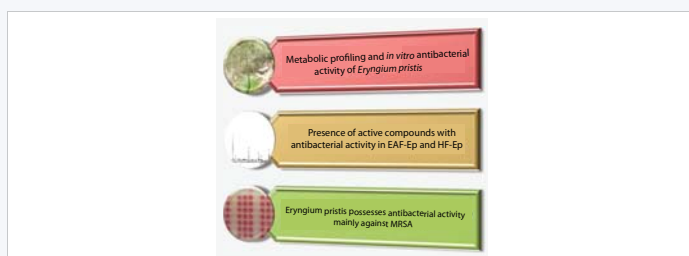 Metabolic profiling and in vitro antibacterial
activity of Eryngium pristis
Presence of active compounds with
antibacterial activity in EAF-Ep and HF-Ep
Eryngium pristis possesses antibacterial activity
mainly against MRSA